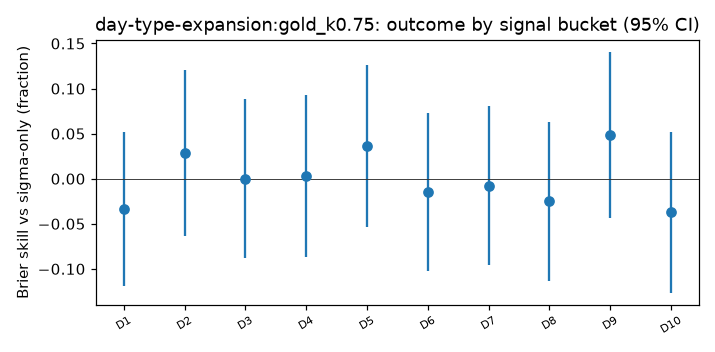 day-type-expansion:gold_k0.75: outcome by signal bucket (95% CI)
Brier skill vs sigma-only (fraction)
0.15
0.10
0.05
0.00
−0.05
−0.10
D1 D2 D3 D4 D5 D6 D7 D8 D9 D10